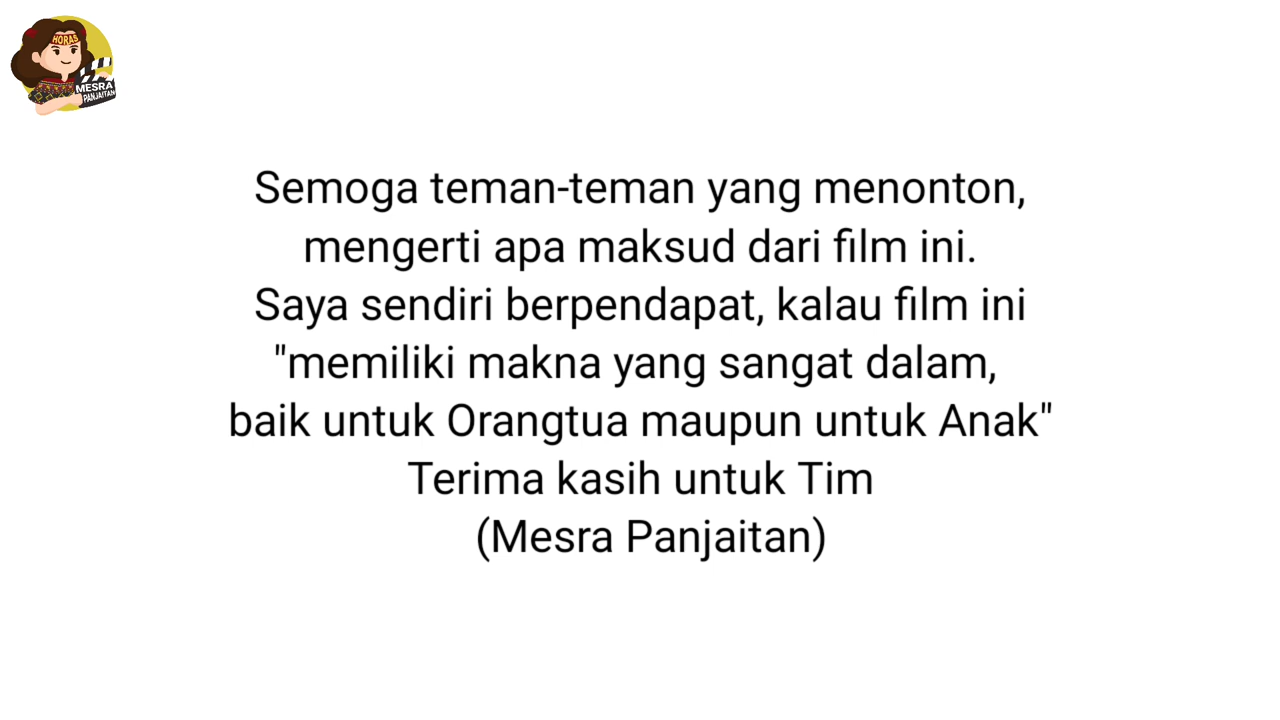 HORAS
MESRA
PANJAITAN
Semoga teman-teman yang menonton,
mengerti apa maksud dari film ini.
Saya sendiri berpendapat, kalau film ini
"memiliki makna yang sangat dalam,
baik untuk Orangtua maupun untuk Anak"
Terima kasih untuk Tim
(Mesra Panjaitan)